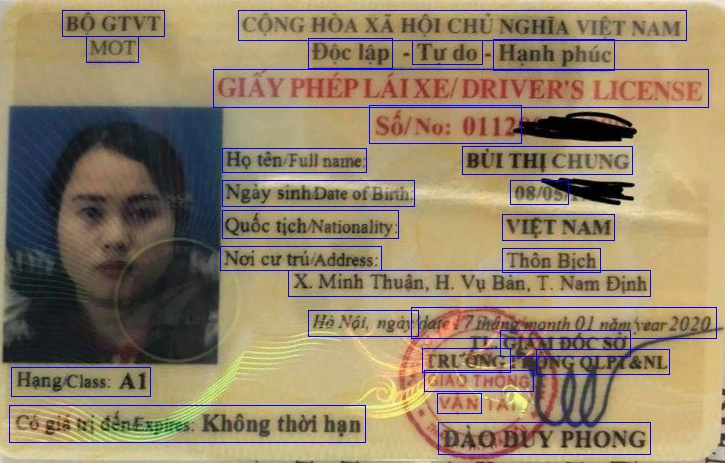 BỘ GTVT
MOT
CỘNG HÒA XÃ HỘI CHỦ NGHĨA VIỆT NAM
Độc lập - Tự do - Hạnh phúc
GIẤY PHÉP LÁI XE/DRIVER'S LICENSE
Số/No: 0112
Họ tên/Full name: BÙI THỊ CHUNG
Ngày sinh/Date of Birth: 08/05/
Quốc tịch/Nationality: VIỆT NAM
Nơi cư trú/Address: Thôn Bịch
X. Minh Thuận, H. Vụ Bản, T. Nam Định
Hà Nội, ngày/date 17 tháng/month 01 năm/year 2020
TL. GIÁM ĐỐC SỞ
TRƯỞNG PHÒNG QLPT&NL
GIAO THÔNG
VẬN TẢI
Hạng/Class: A1
Có giá trị đến/Expires: Không thời hạn
ĐÀO DUY PHONG